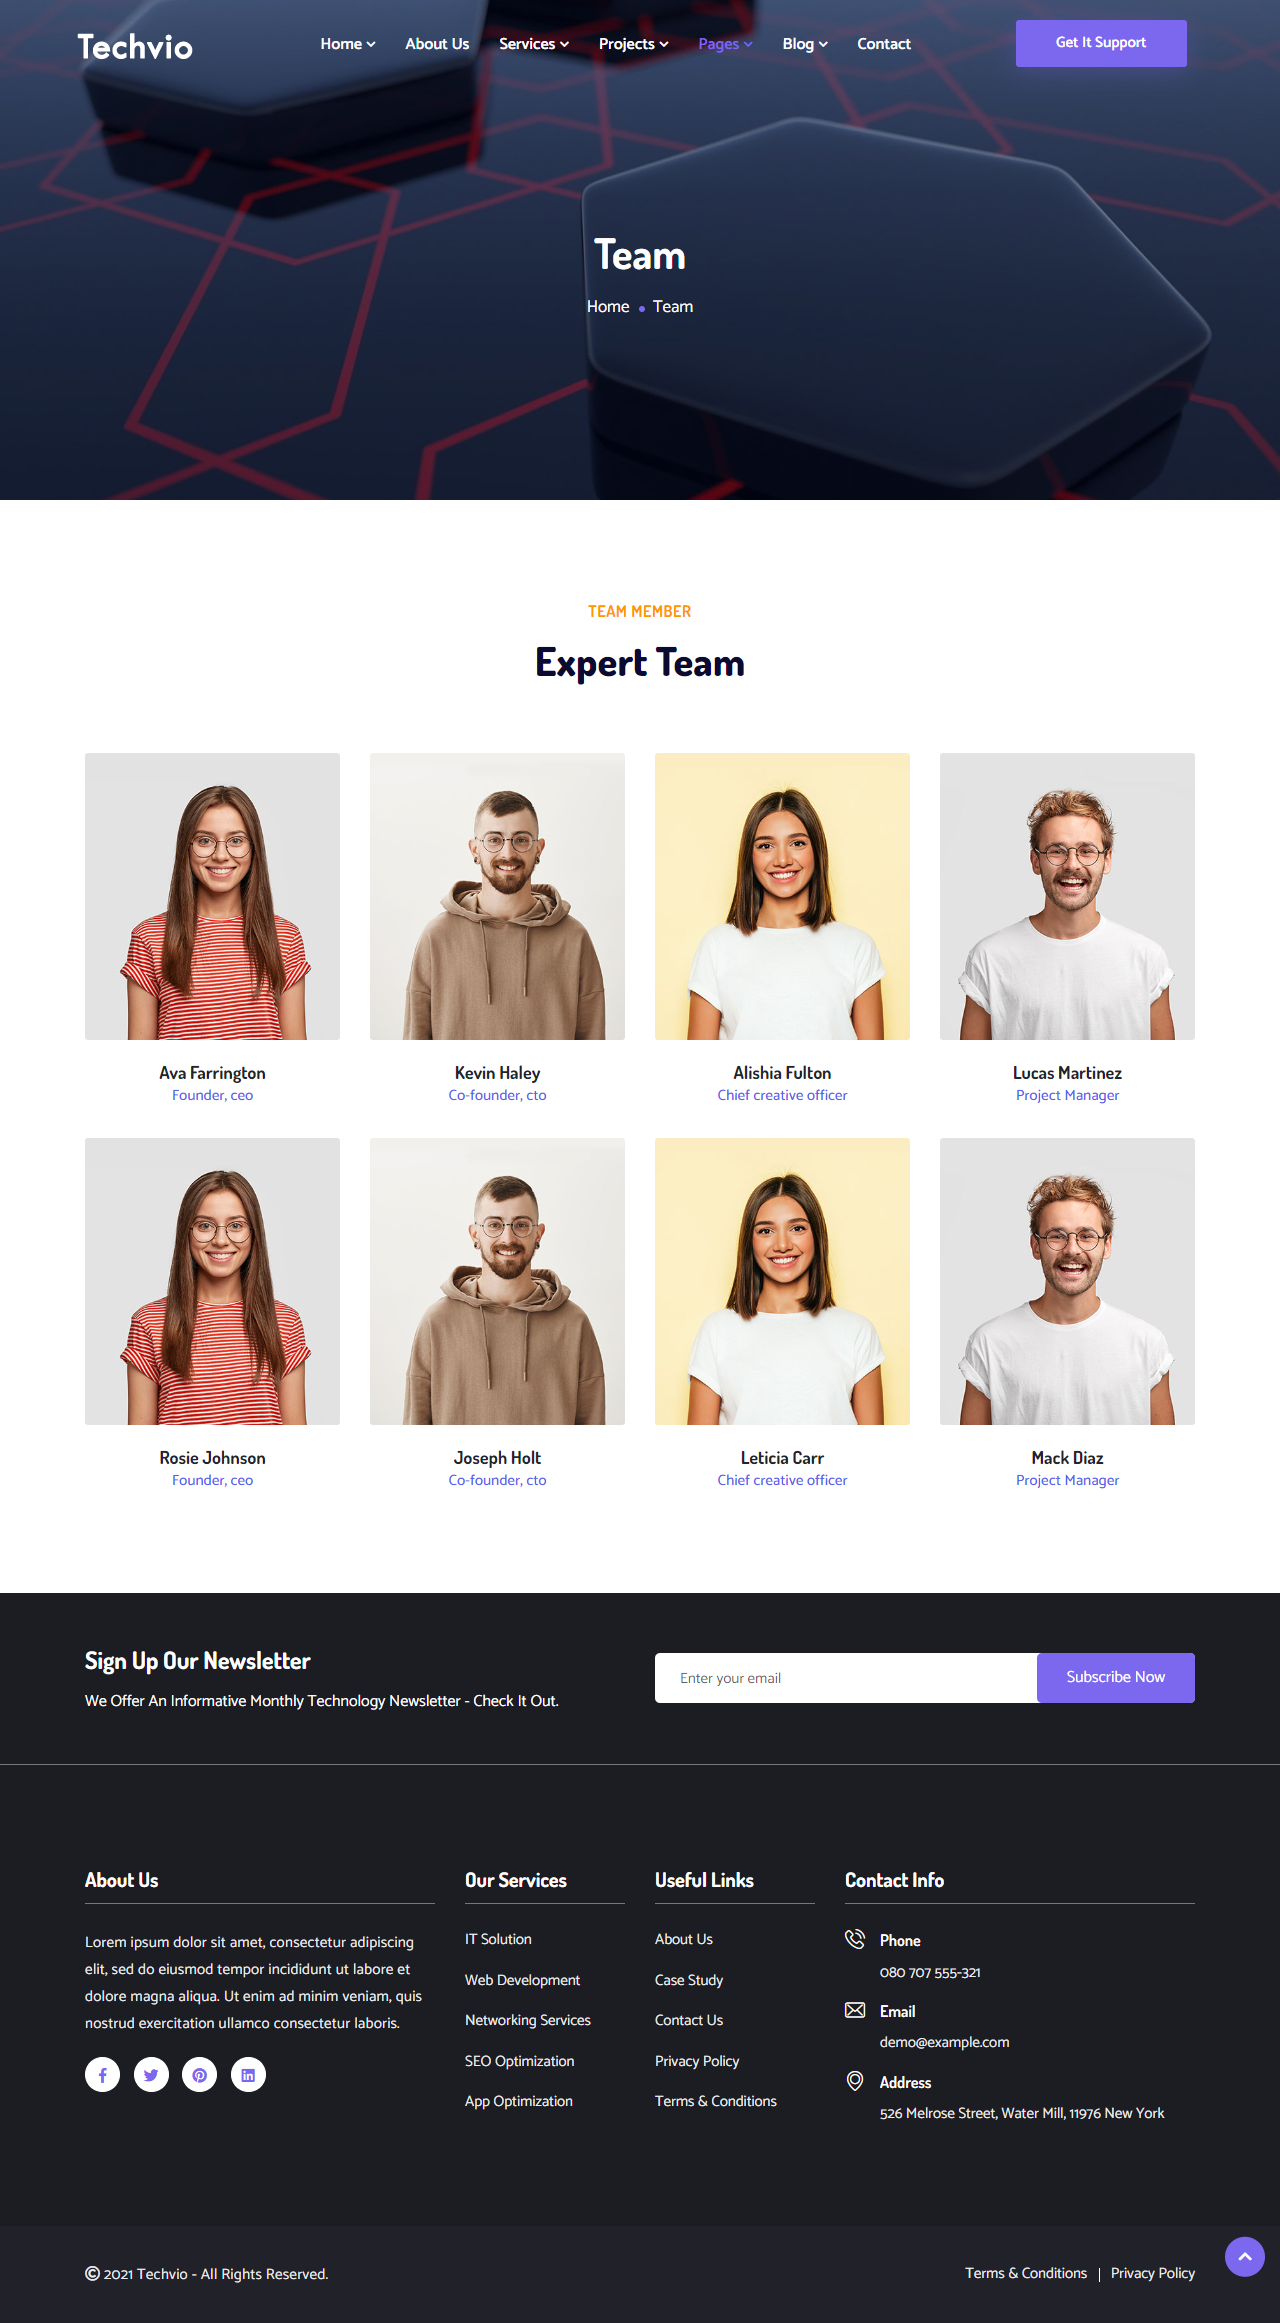 Techvio
Home About Us Services Projects Pages Blog Contact
Get It Support
Team
Home Team
TEAM MEMBER
Expert Team
Ava Farrington
Founder, ceo
Kevin Haley
Co-founder, cto
Alishia Fulton
Chief creative officer
Lucas Martinez
Project Manager
Rosie Johnson
Founder, ceo
Joseph Holt
Co-founder, cto
Leticia Carr
Chief creative officer
Mack Diaz
Project Manager
Sign Up Our Newsletter
We Offer An Informative Monthly Technology Newsletter - Check It Out.
Enter your email
Subscribe Now
About Us
Lorem ipsum dolor sit amet, consectetur adipiscing
elit, sed do eiusmod tempor incididunt ut labore et
dolore magna aliqua. Ut enim ad minim veniam, quis
nostrud exercitation ullamco consectetur laboris.
Our Services
IT Solution
Web Development
Networking Services
SEO Optimization
App Optimization
Useful Links
About Us
Case Study
Contact Us
Privacy Policy
Terms & Conditions
Contact Info
Phone
080 707 555-321
Email
demo@example.com
Address
526 Melrose Street, Water Mill, 11976 New York
© 2021 Techvio - All Rights Reserved.
Terms & Conditions | Privacy Policy